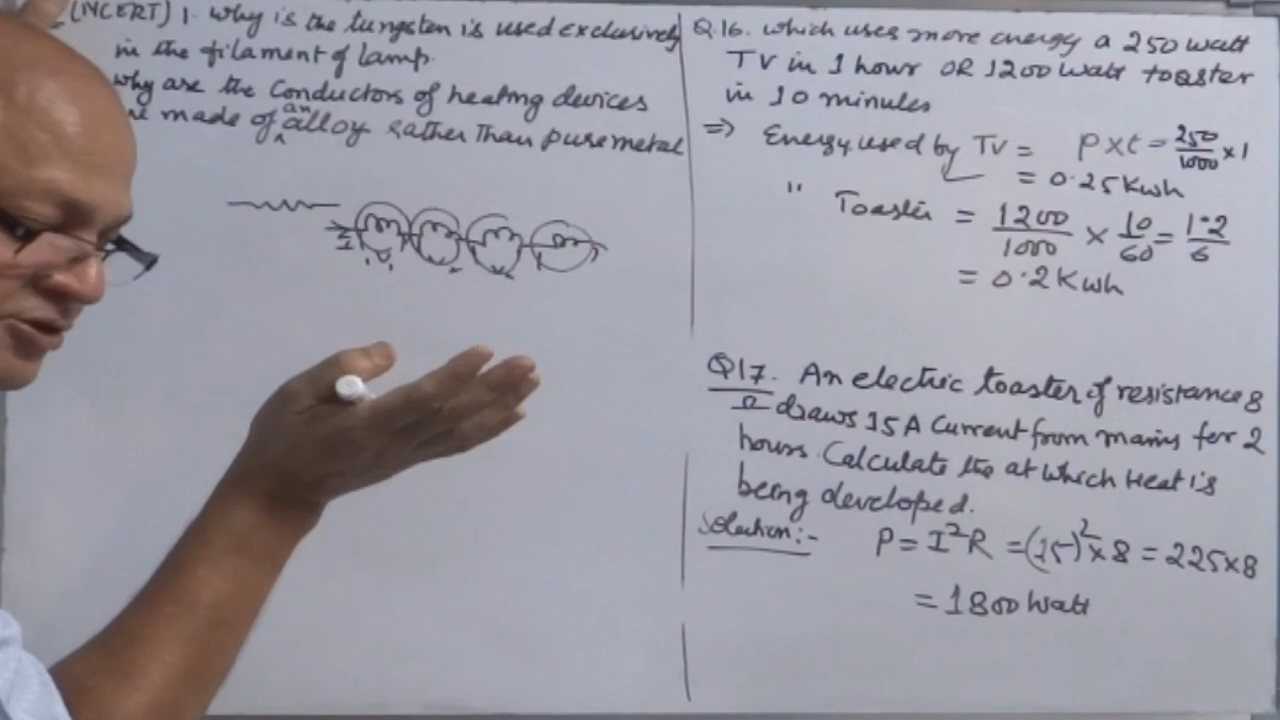 (NCERT) 1. Why is the tungsten is used exclusively
in the filament of lamp.
why are the Conductors of heating devices
made of an alloy rather than pure metal
Q.16. which uses more energy a 250 watt
TV in 1 hour OR 1200 watt toaster
in 10 minutes
⇒ Energy used by TV = P×t = 250/1000 × 1
= 0.25 Kwh
" Toaster = 1200/1000 × 10/60 = 1.2/6
= 0.2 Kwh
Q17. An electric toaster of resistance 8
Ω draws 15 A Current from mains for 2
hours. Calculate the at which Heat is
being developed.
Solution:- P = I²R = (15)² × 8 = 225×8
= 1800 Watt